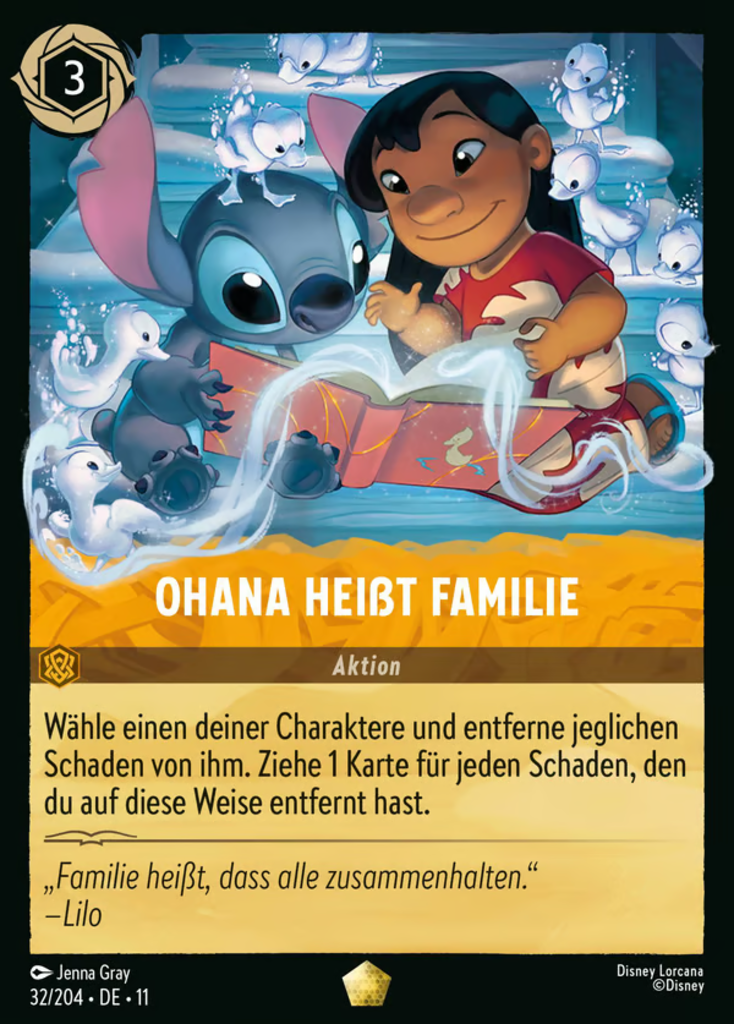 3
OHANA HEIẞT FAMILIE
Aktion
Wähle einen deiner Charaktere und entferne jeglichen
Schaden von ihm. Ziehe 1 Karte für jeden Schaden, den
du auf diese Weise entfernt hast.
„Familie heißt, dass alle zusammenhalten.“
–Lilo
Jenna Gray
Disney Lorcana
32/204 • DE • 11
©Disney